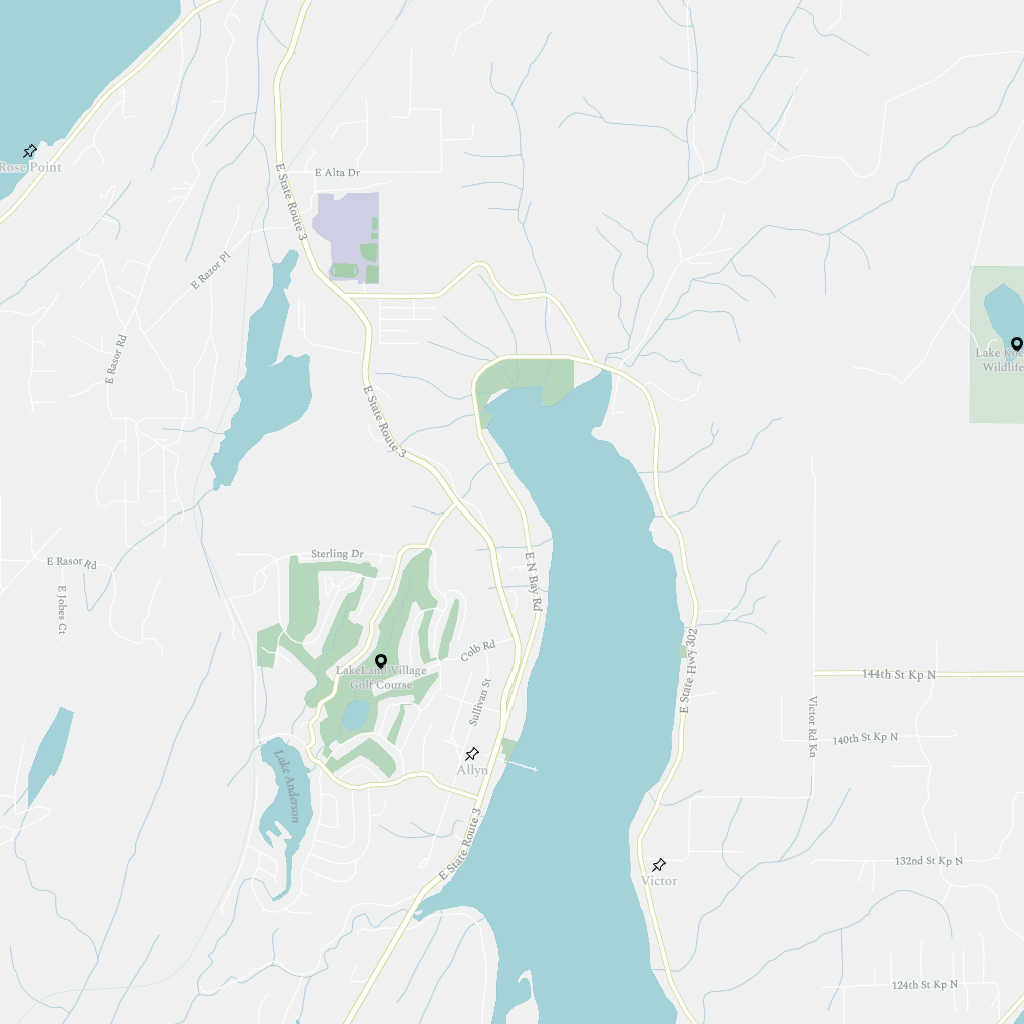 Rose Point
E Alta Dr
E State Route 3
E Razor Pl
E Rasor Rd
Wildlife
E State Route 3
Sterling Dr
E Rasor Rd
E Jobes Ct
E N Bay Rd
Colb Rd
LakeLand Village
Golf Course
E State Hwy 302
144th St Kp N
Sullivan St
Victor Rd Kn
140th St Kp N
Allyn
Lake Anderson
E State Route 3
132nd St Kp N
Victor
124th St Kp N